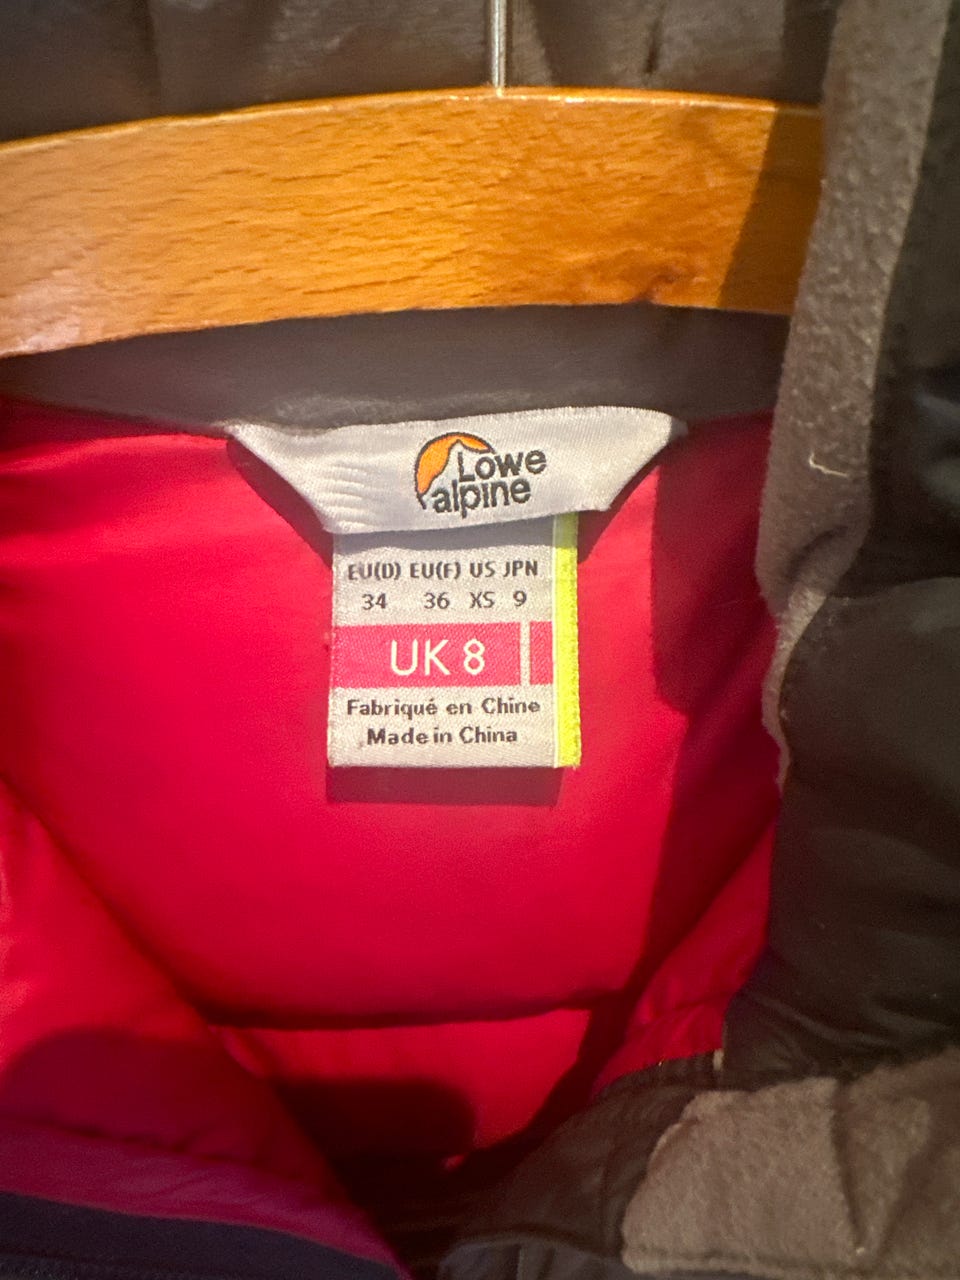 Lowe
alpine
EU(D) EU(F) US JPN
34 36 XS 9
UK 8
Fabriqué en Chine
Made in China